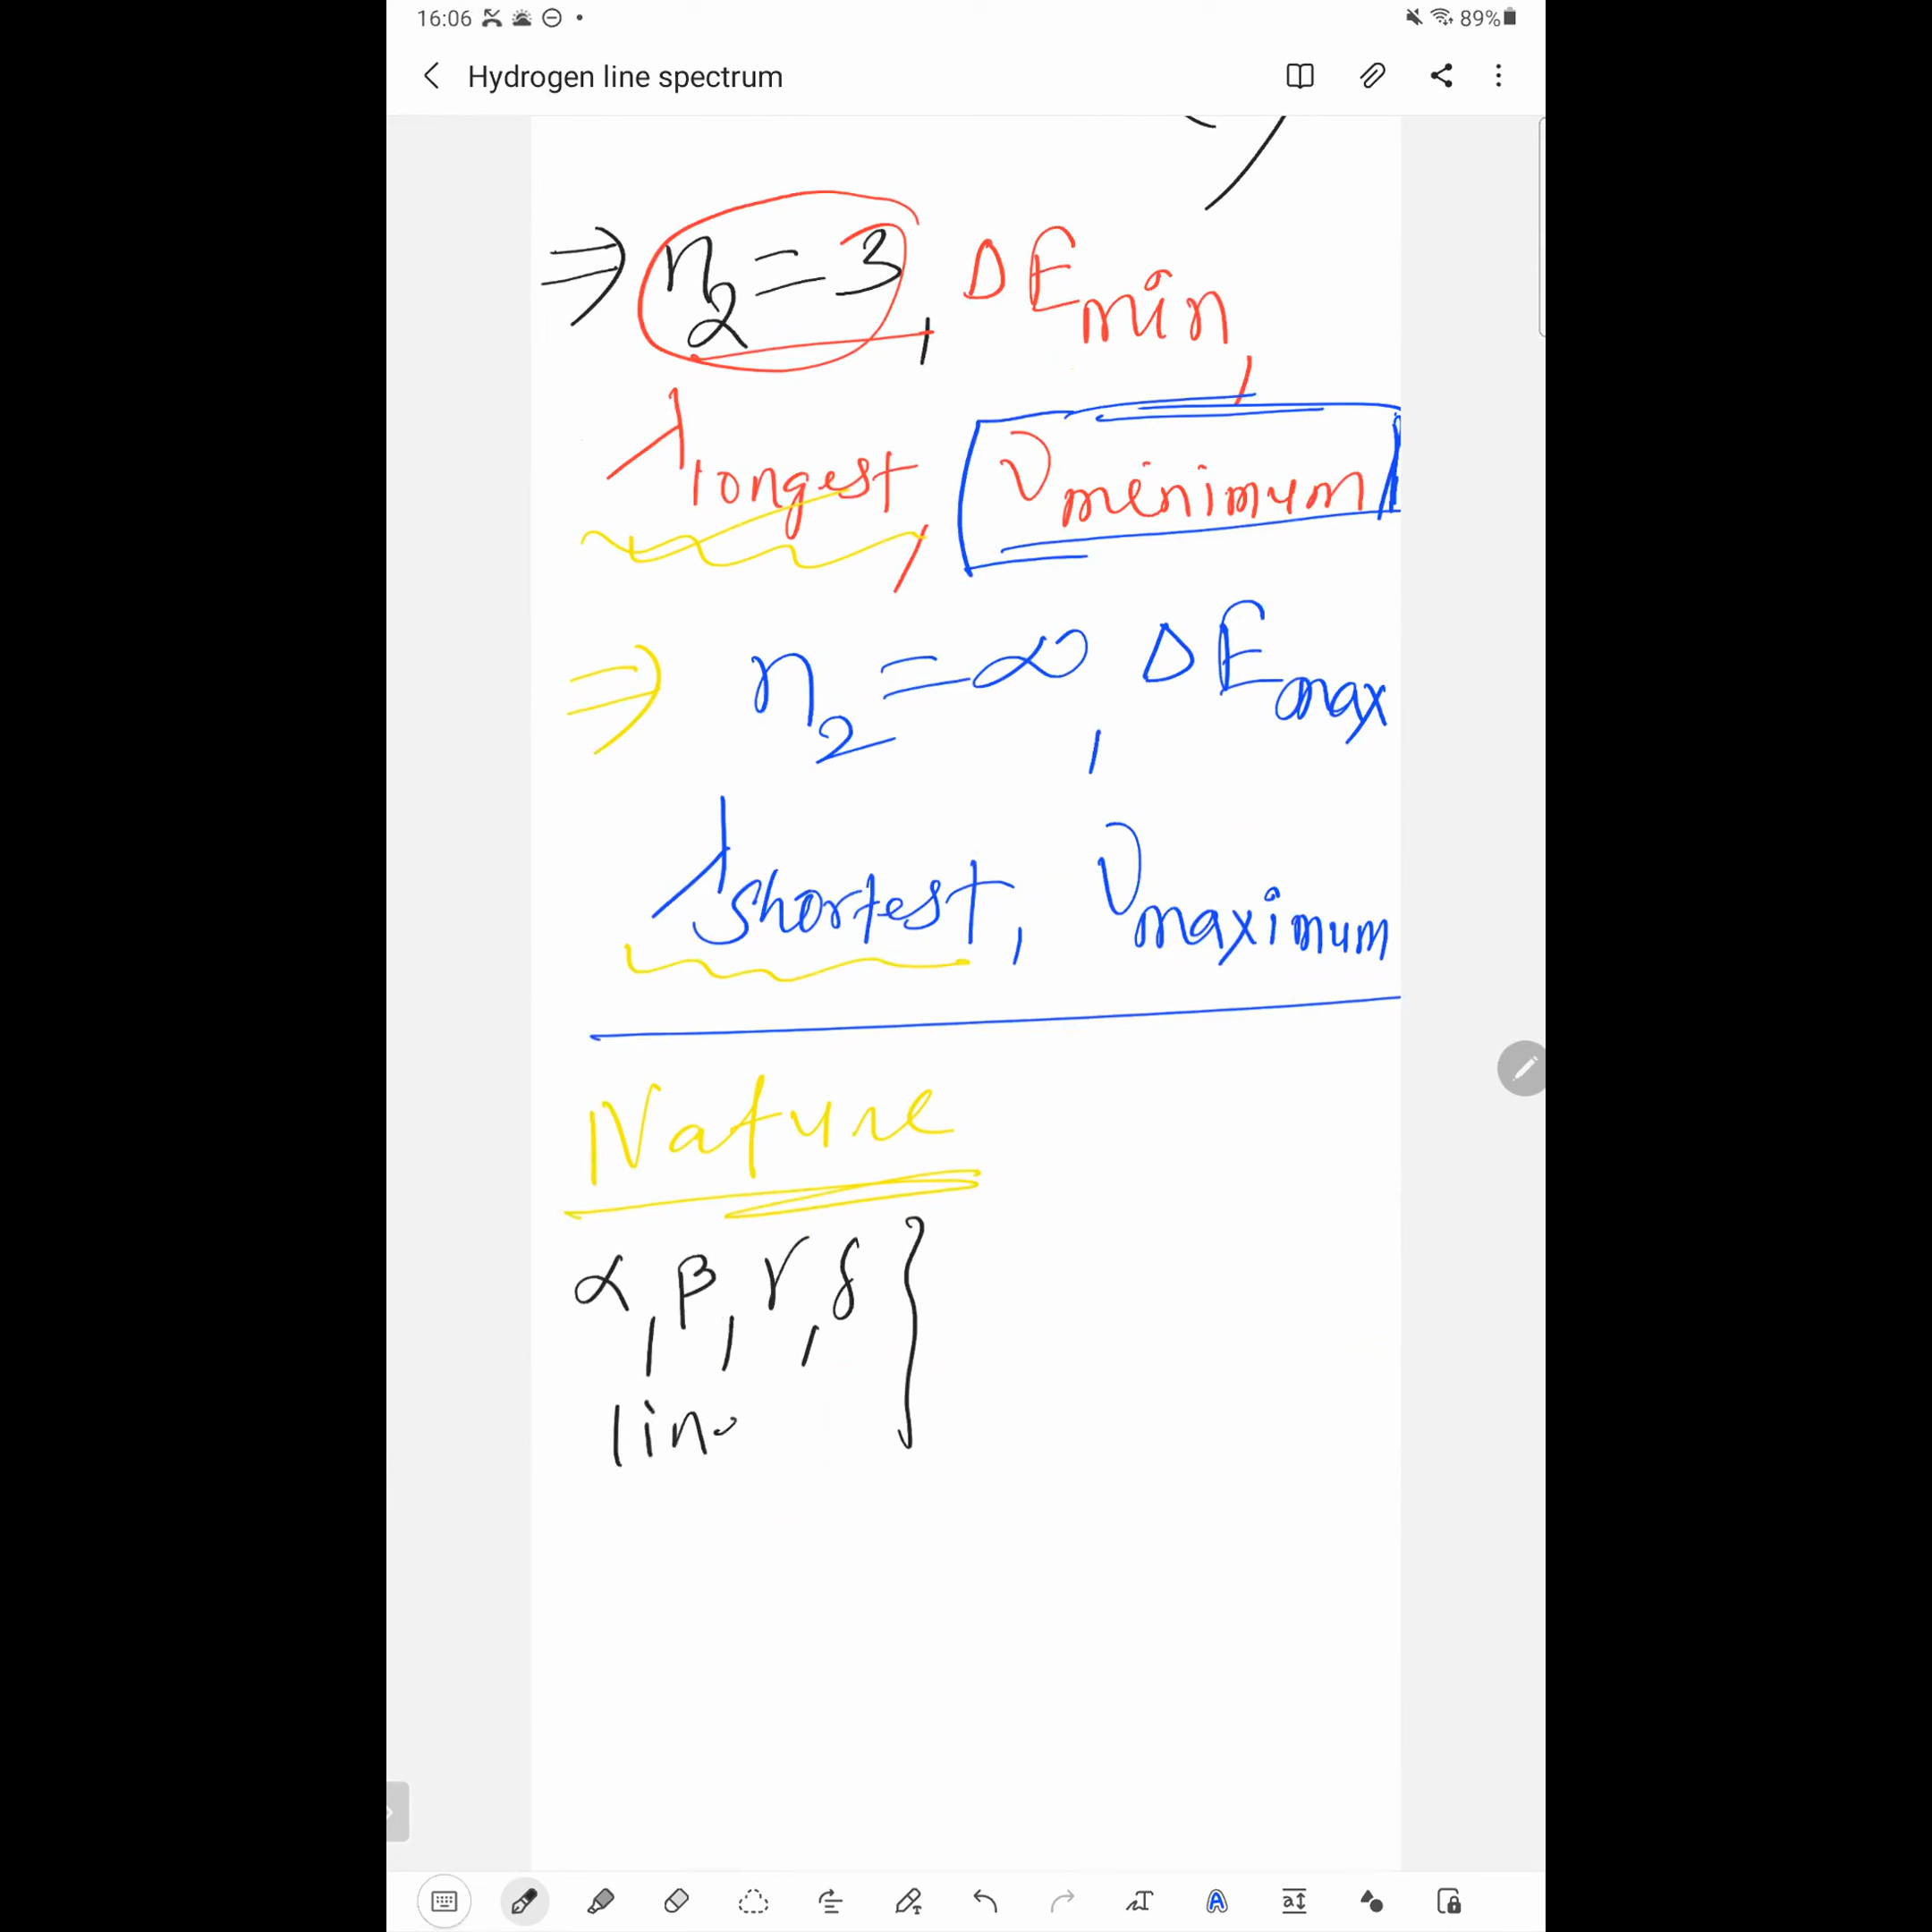 16:06 89%
Hydrogen line spectrum
⇒ n₂ = 3, ΔE min,
λ longest, ν minimum
⇒ n₂ = ∞, ΔE max
λ shortest, ν maximum
Nature
α, β, γ, δ }
line